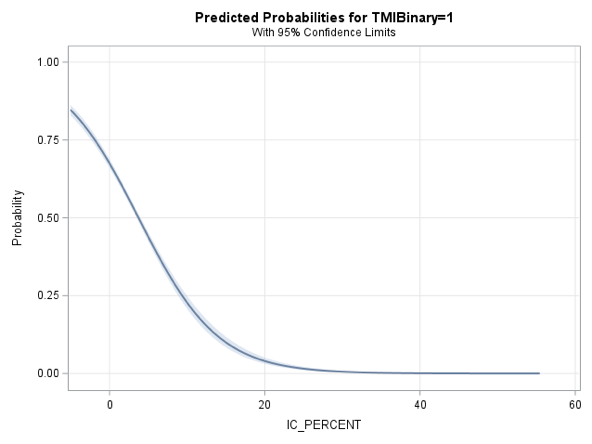 Predicted Probabilities for TMIBinary=1
With 95% Confidence Limits
1.00
0.75
0.50
0.25
0.00
Probability
0 20 40 60
IC_PERCENT